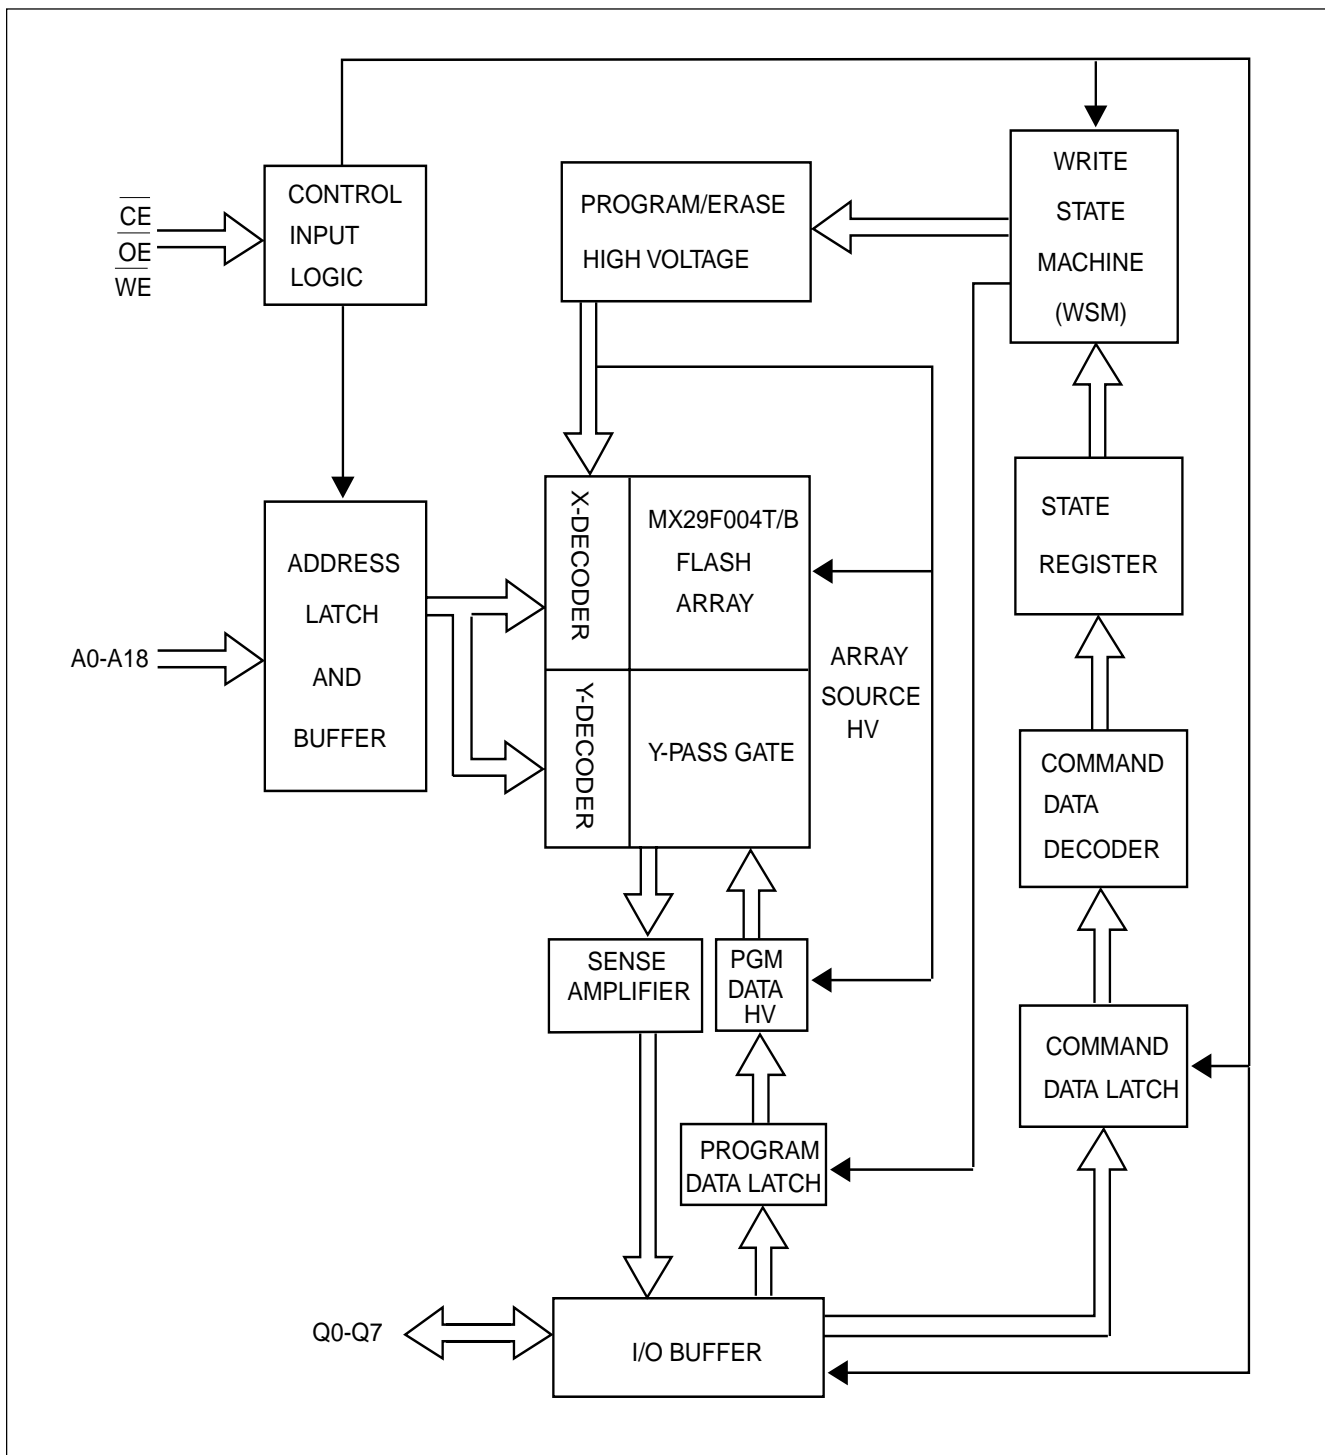 CE
OE
WE
CONTROL
INPUT
LOGIC
PROGRAM/ERASE
HIGH VOLTAGE
WRITE
STATE
MACHINE
(WSM)
A0-A18
ADDRESS
LATCH
AND
BUFFER
X-DECODER
MX29F004T/B
FLASH
ARRAY
Y-DECODER
Y-PASS GATE
ARRAY
SOURCE
HV
STATE
REGISTER
COMMAND
DATA
DECODER
SENSE
AMPLIFIER
PGM
DATA
HV
COMMAND
DATA LATCH
PROGRAM
DATA LATCH
Q0-Q7
I/O BUFFER